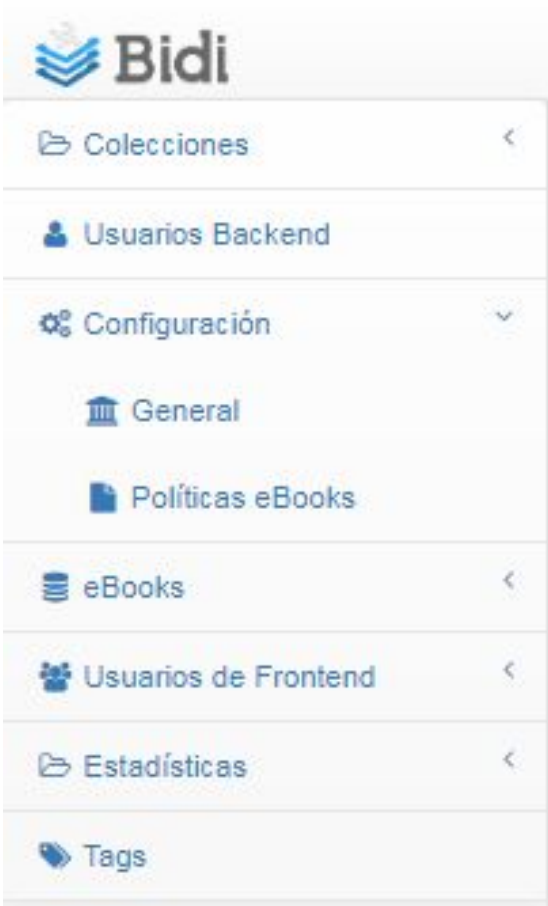 Bidi
Colecciones
Usuarios Backend
Configuración
General
Políticas eBooks
eBooks
Usuarios de Frontend
Estadísticas
Tags